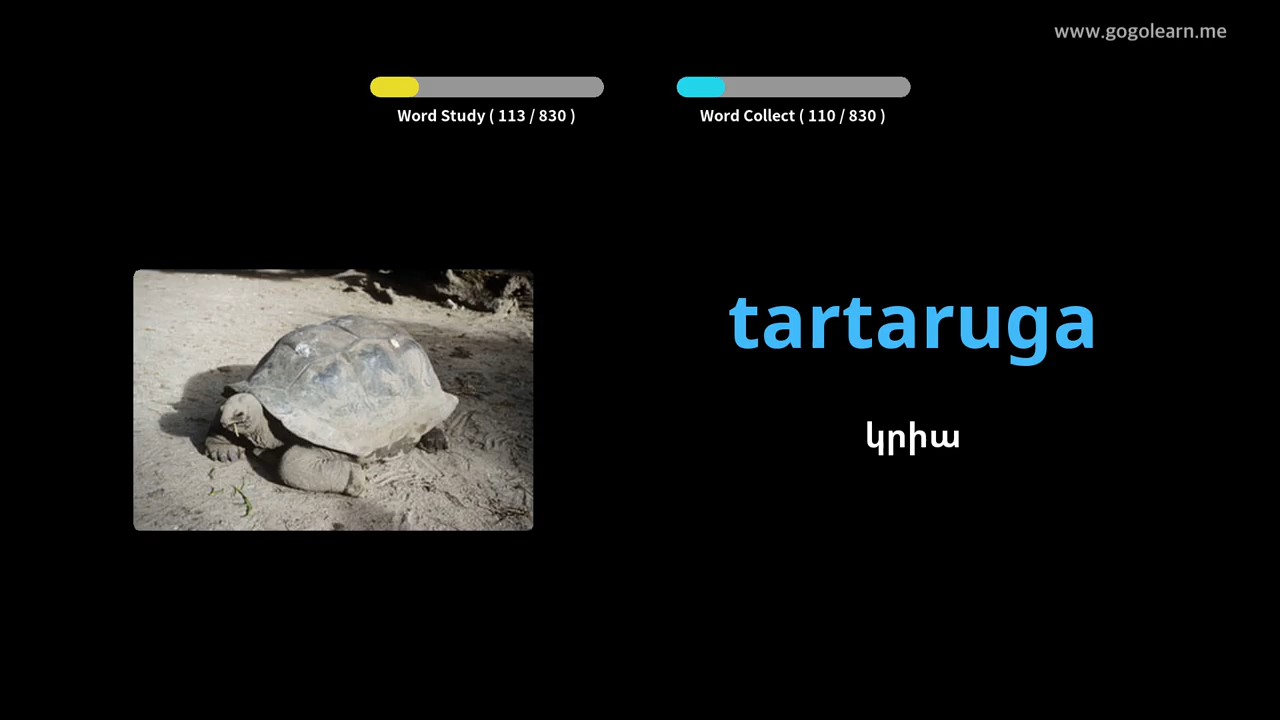 www.gogolearn.me
Word Study ( 113 / 830 )
Word Collect ( 110 / 830 )
tartaruga
կրիա